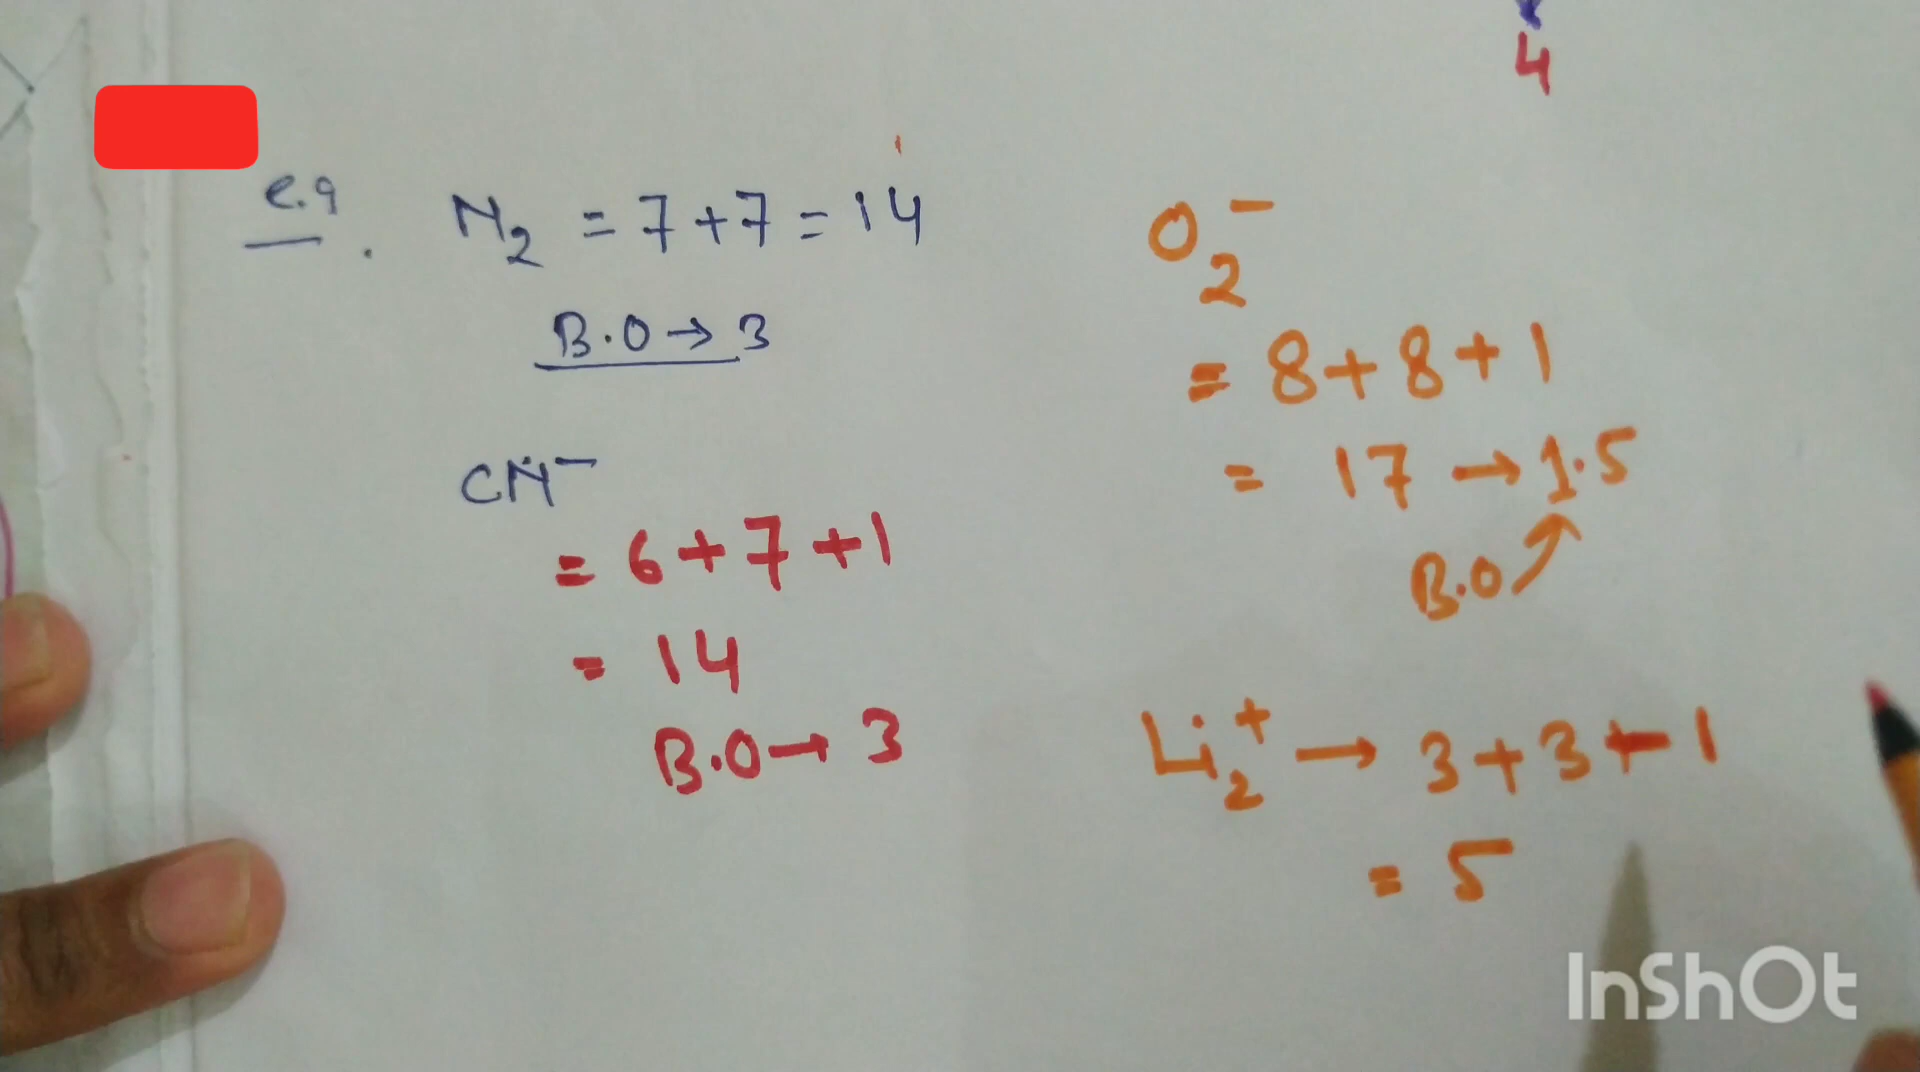 4
e.g.
N₂ = 7+7 = 14
B.O → 3
CN⁻
= 6+7+1
= 14
B.O → 3
O₂⁻
= 8+8+1
= 17 → 1.5
B.O
Li₂⁺ → 3+3-1
= 5
InShOt